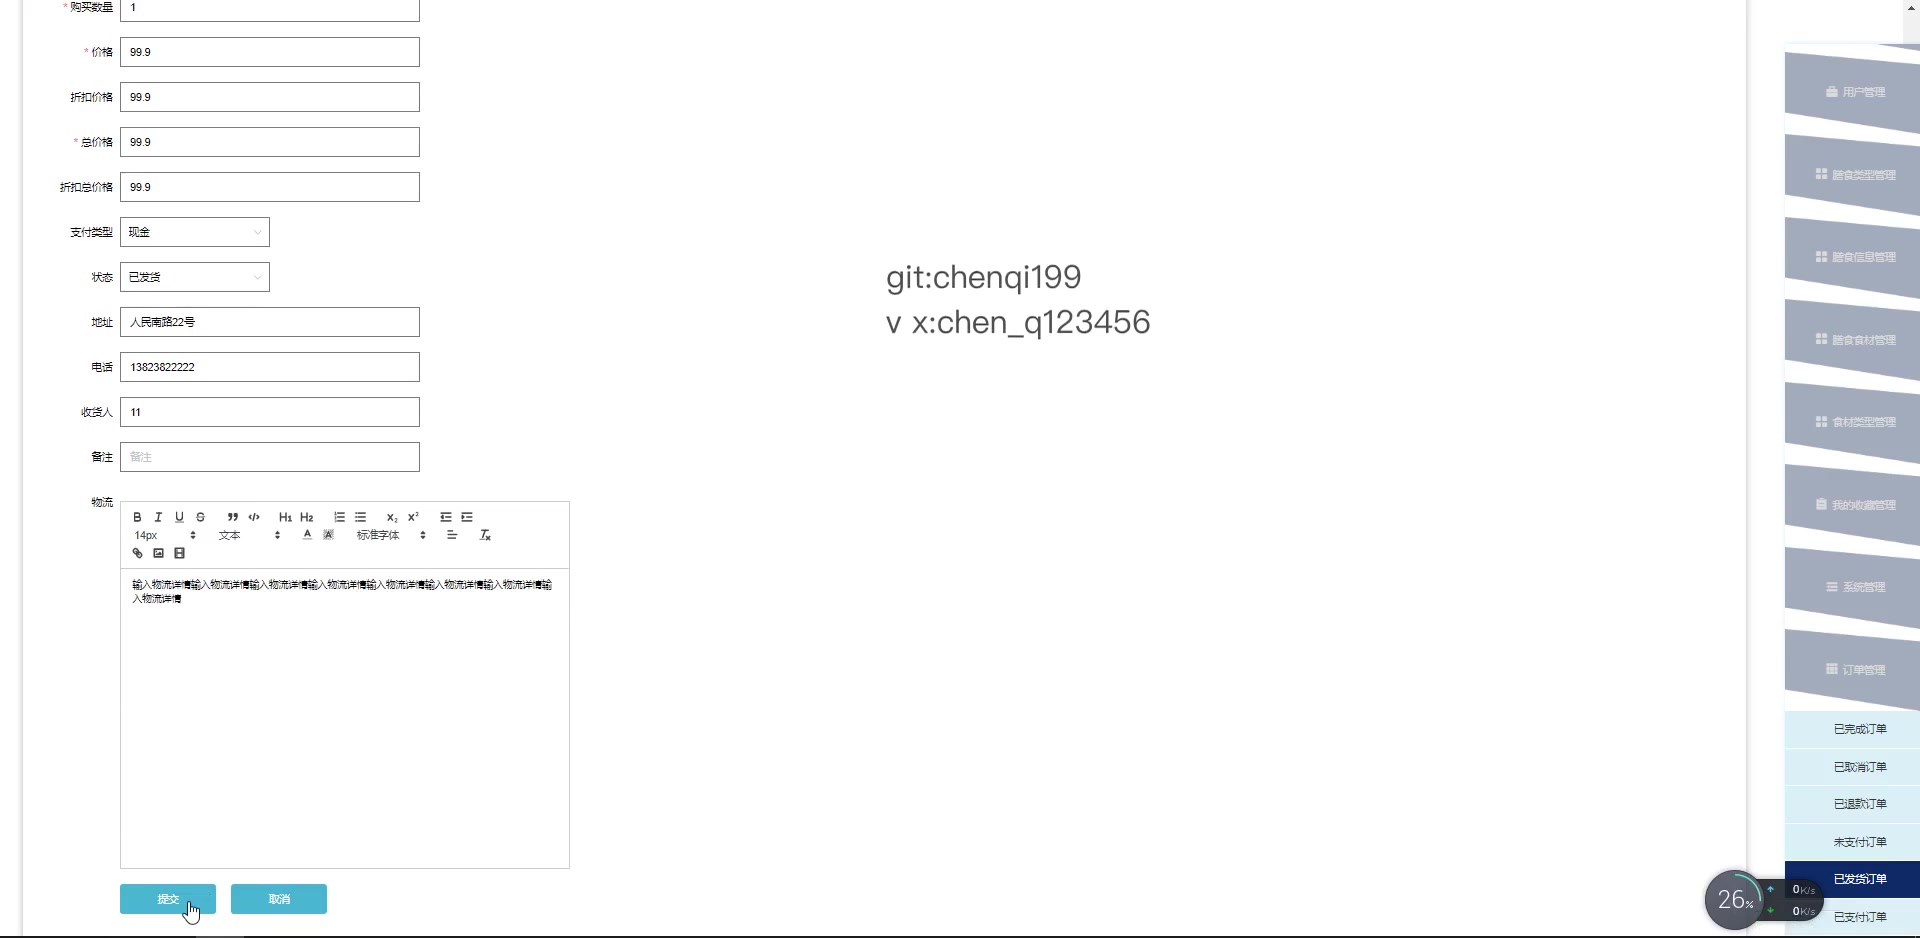 * 购买数量 1
* 价格 99.9
折扣价格 99.9
* 总价格 99.9
折扣总价格 99.9
支付类型 现金
状态 已发货
地址 人民南路22号
电话 13823822222
收货人 11
备注 备注
物流
B I U S ” </> H1 H2 x₂ x²
14px 文本 A A 标准字体 Tx
输入物流详情输入物流详情输入物流详情输入物流详情输入物流详情输入物流详情输入物流详情输
入物流详情
提交 取消
git:chenqi199
v x:chen_q123456
用户管理
膳食类型管理
膳食信息管理
膳食食材管理
食材类型管理
我的收藏管理
系统管理
订单管理
已完成订单
已取消订单
已退款订单
未支付订单
已发货订单
已支付订单
26%
0K/s
0K/s